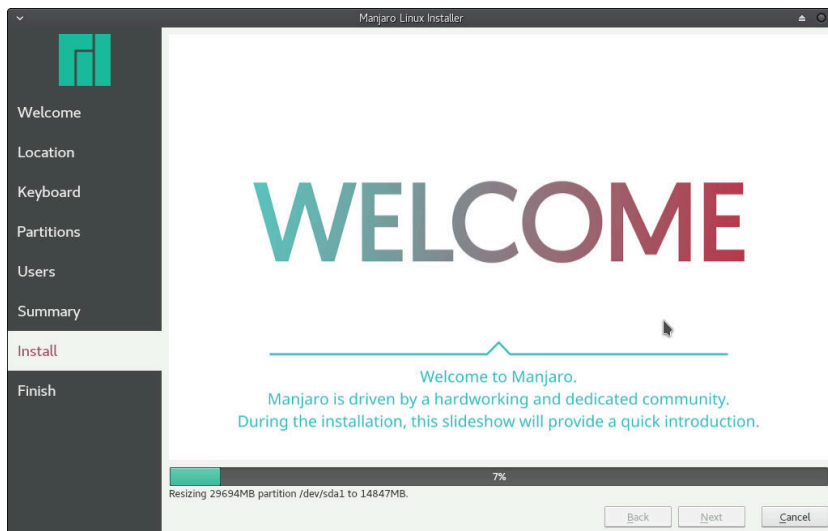 Manjaro Linux Installer
Welcome
Location
Keyboard
Partitions
Users
Summary
Install
Finish
WELCOME
Welcome to Manjaro.
Manjaro is driven by a hardworking and dedicated community.
During the installation, this slideshow will provide a quick introduction.
7%
Resizing 29694MB partition /dev/sda1 to 14847MB.
Back Next Cancel